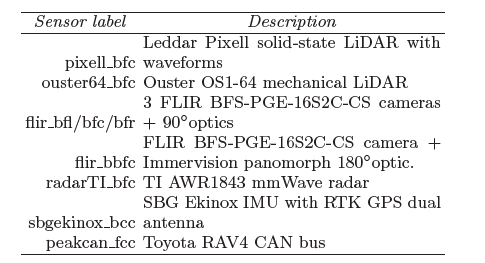 Sensor label Description
Leddar Pixell solid-state LiDAR with
pixell_bfc waveforms
ouster64_bfc Ouster OS1-64 mechanical LiDAR
3 FLIR BFS-PGE-16S2C-CS cameras
flir_bfl/bfc/bfr + 90°optics
FLIR BFS-PGE-16S2C-CS camera +
flir_bbfc Immervision panomorph 180°optic.
radarTI_bfc TI AWR1843 mmWave radar
SBG Ekinox IMU with RTK GPS dual
sbgekinox_bcc antenna
peakcan_fcc Toyota RAV4 CAN bus